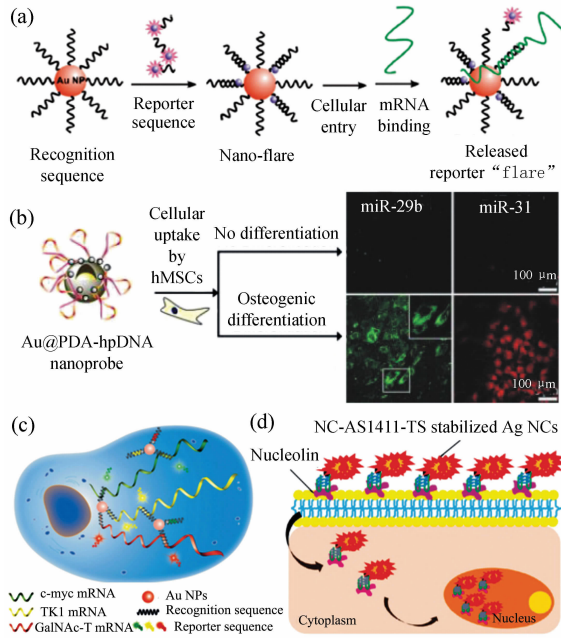 (a)
Au NP
Recognition
sequence
Reporter
sequence
Nano-flare
Cellular
entry
mRNA
binding
Released
reporter “flare”
(b)
Au@PDA-hpDNA
nanoprobe
Cellular
uptake
by
hMSCs
No differentiation
Osteogenic
differentiation
miR-29b
miR-31
100 μm
100 μm
(c)
c-myc mRNA
TK1 mRNA
GalNAc-T mRNA
Au NPs
Recognition sequence
Reporter sequence
(d)
NC-AS1411-TS stabilized Ag NCs
Nucleolin
Cytoplasm
Nucleus